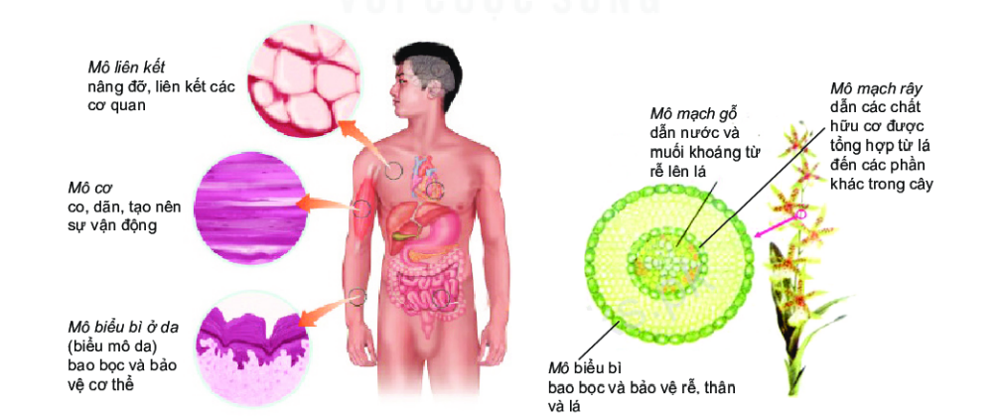 VỚI CUỘC SỐNG
Mô liên kết
nâng đỡ, liên kết các
cơ quan
Mô cơ
co, dãn, tạo nên
sự vận động
Mô biểu bì ở da
(biểu mô da)
bao bọc và bảo
vệ cơ thể
Mô mạch gỗ
dẫn nước và
muối khoáng từ
rễ lên lá
Mô mạch rây
dẫn các chất
hữu cơ được
tổng hợp từ lá
đến các phần
khác trong cây
Mô biểu bì
bao bọc và bảo vệ rễ, thân
và lá